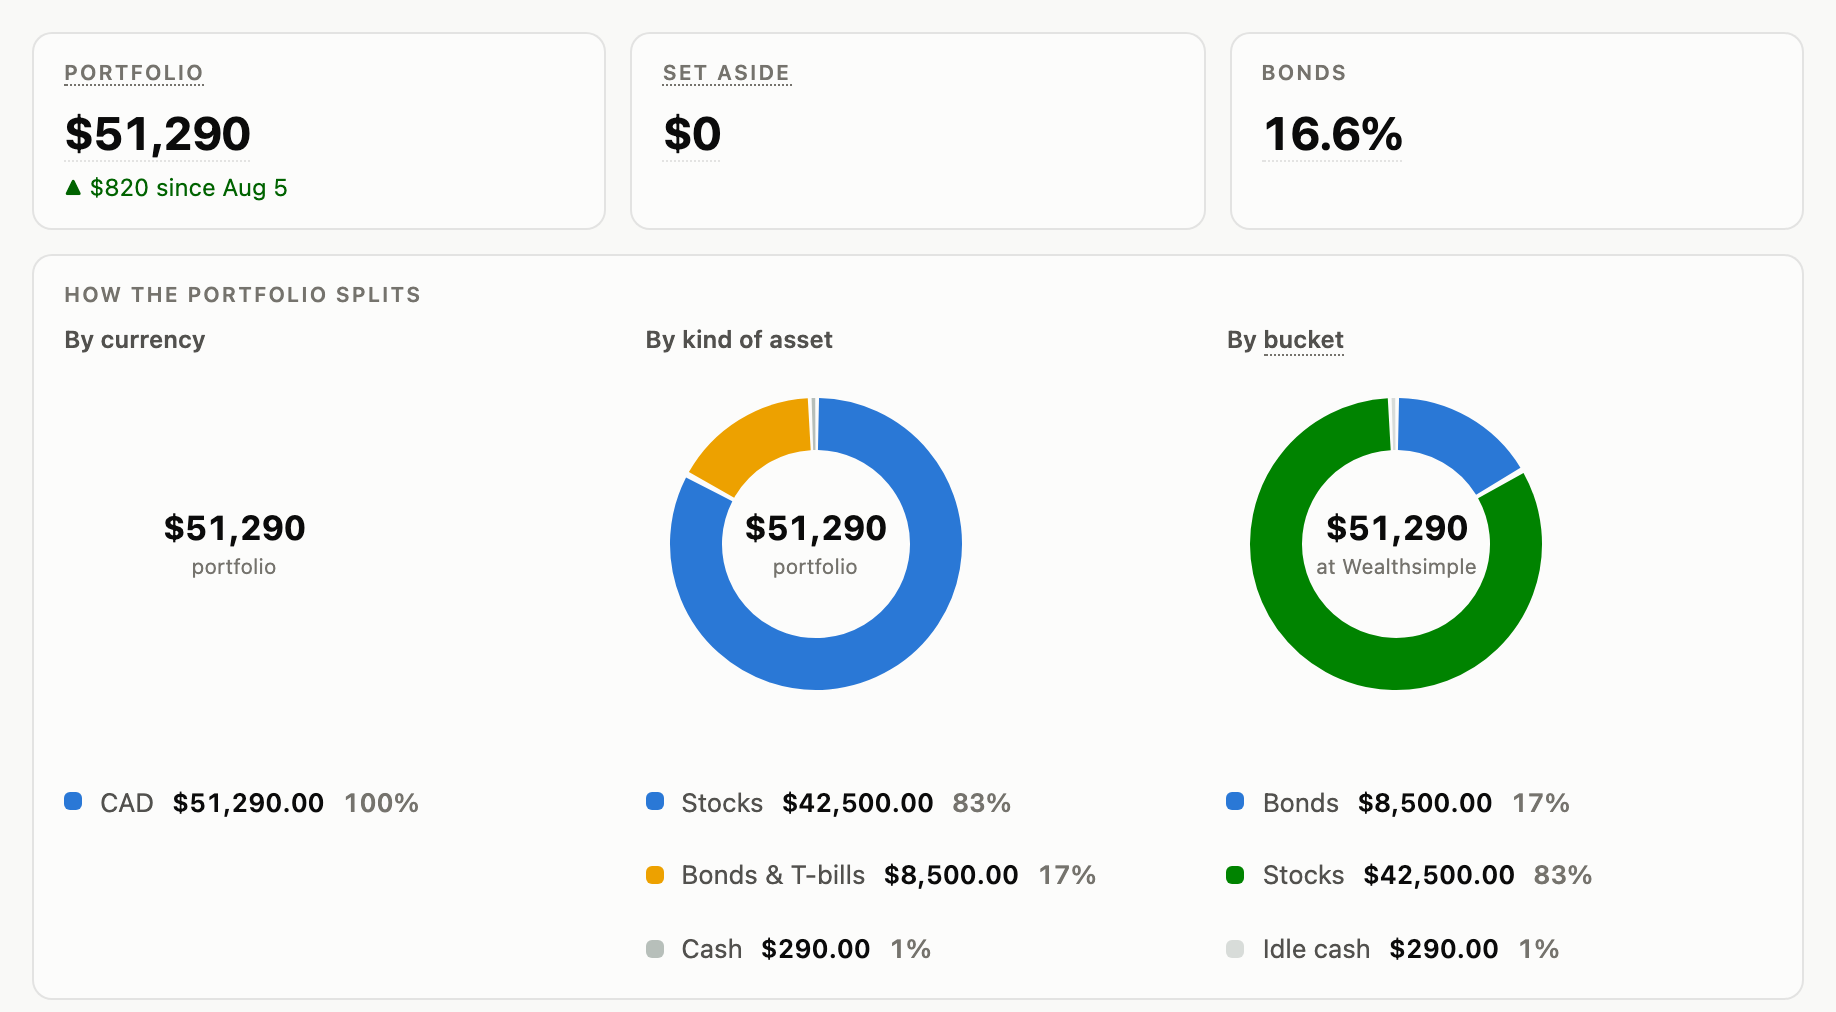 PORTFOLIO
$51,290
▲ $820 since Aug 5
SET ASIDE
$0
BONDS
16.6%
HOW THE PORTFOLIO SPLITS
By currency
$51,290
portfolio
CAD $51,290.00 100%
By kind of asset
$51,290
portfolio
Stocks $42,500.00 83%
Bonds & T-bills $8,500.00 17%
Cash $290.00 1%
By bucket
$51,290
at Wealthsimple
Bonds $8,500.00 17%
Stocks $42,500.00 83%
Idle cash $290.00 1%